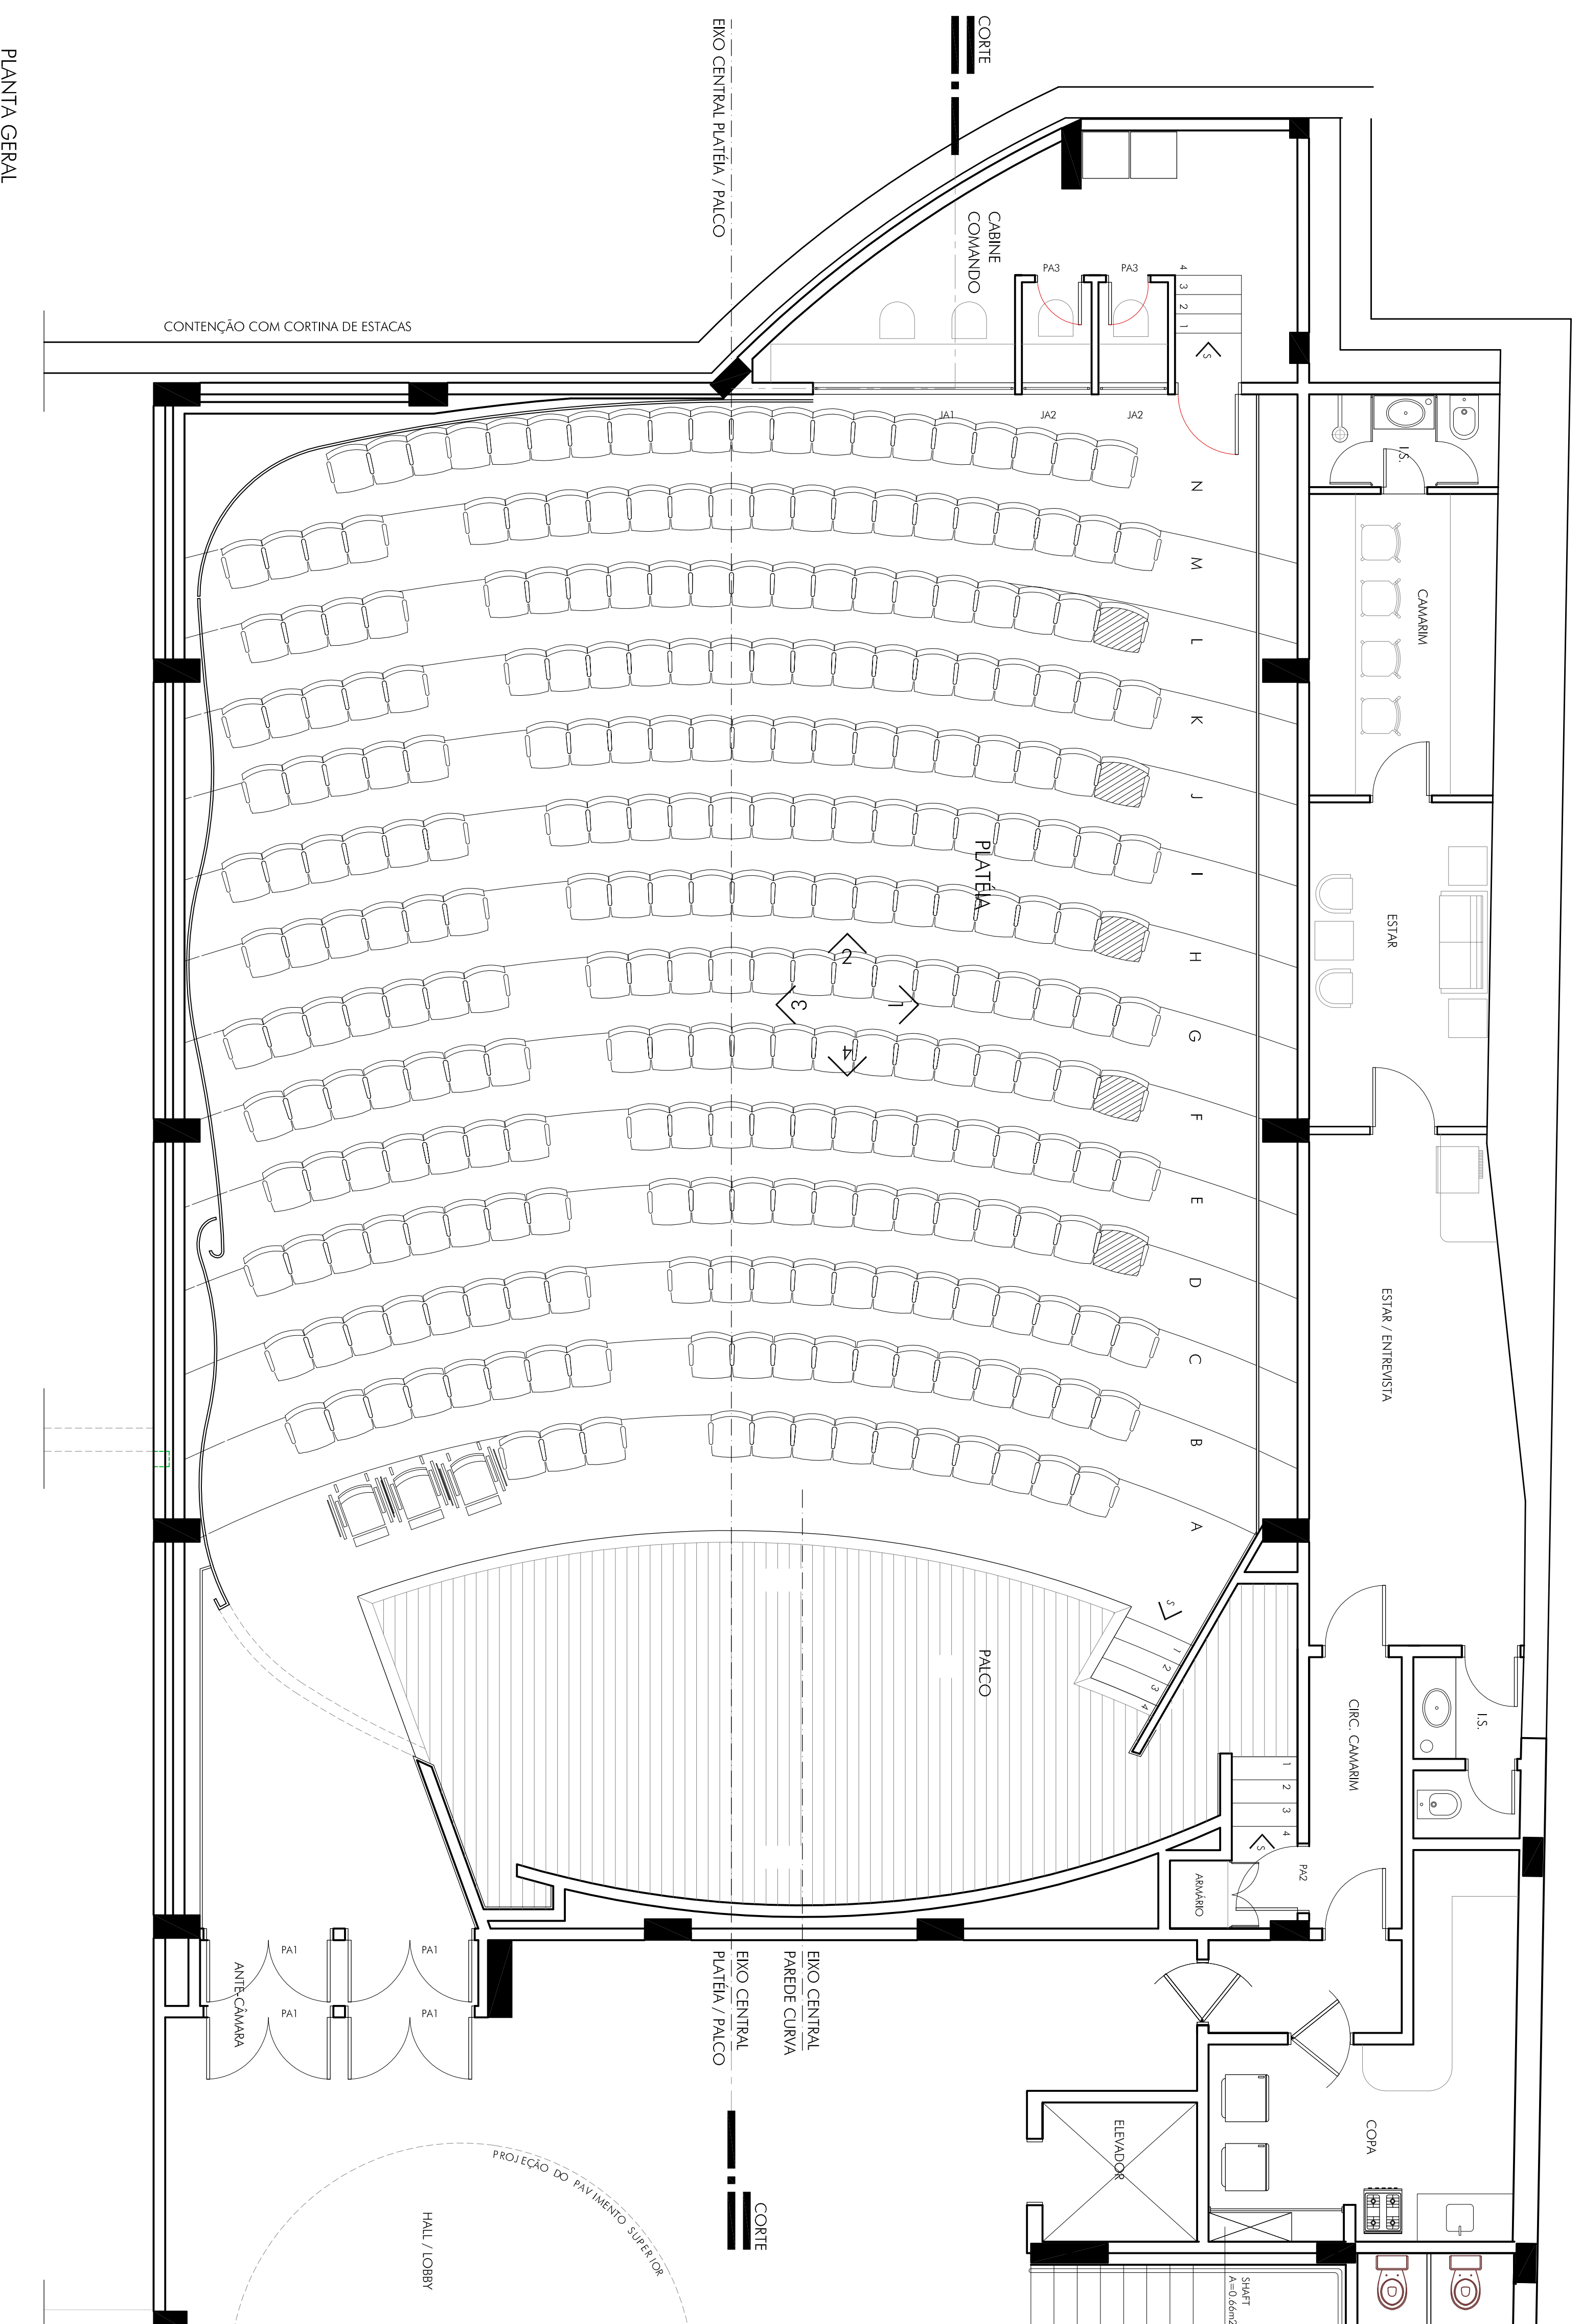 PLANTA GERAL
CORTE
EIXO CENTRAL PLATÉIA / PALCO
CONTENÇÃO COM CORTINA DE ESTACAS
CABINE
COMANDO
PA3
PA3
4
3
2
1
S
JA1
JA2
JA2
I.S.
CAMARIM
ESTAR
ESTAR / ENTREVISTA
N
M
L
K
J
I
H
G
F
E
D
C
B
A
PLATÉIA
1
2
3
4
PALCO
S
1
2
3
4
CIRC. CAMARIM
I.S.
1
2
3
4
S
PA2
ARMÁRIO
PA1
PA1
PA1
PA1
ANTE-CÂMARA
EIXO CENTRAL
PLATÉIA / PALCO
EIXO CENTRAL
PAREDE CURVA
CORTE
PROJEÇÃO DO PAVIMENTO SUPERIOR
HALL / LOBBY
ELEVADOR
COPA
SHAFT
A=0.66m2